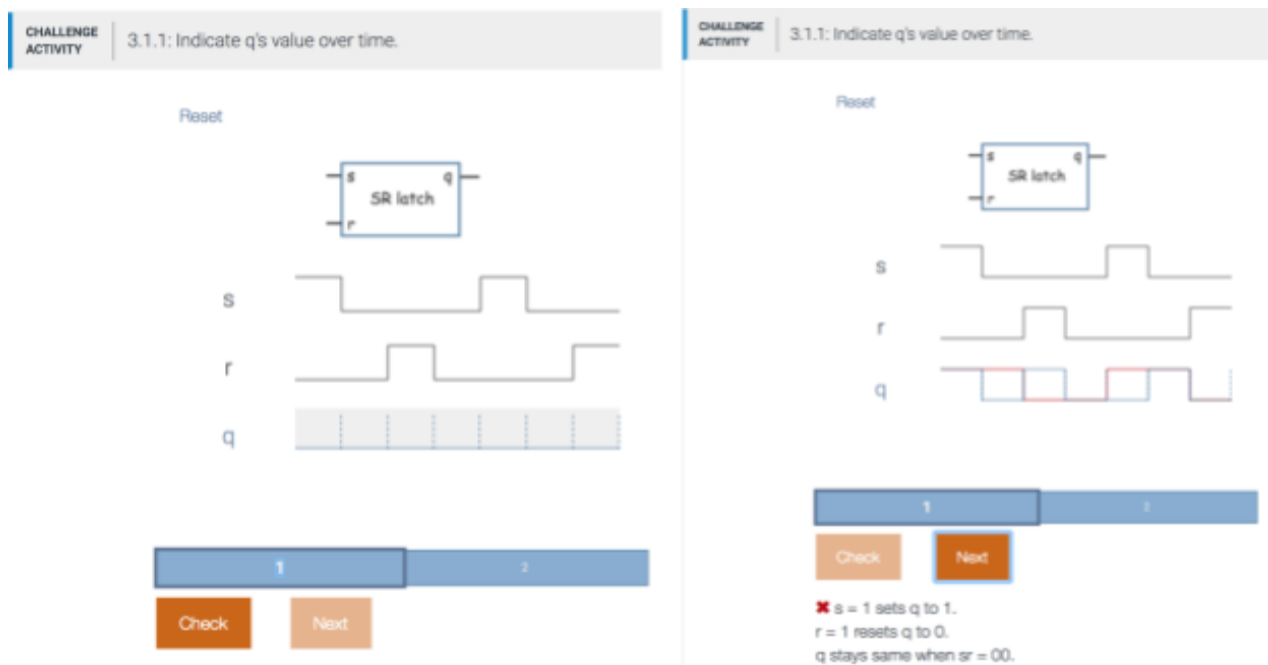 CHALLENGE
ACTIVITY
3.1.1: Indicate q's value over time.
Reset
s
q
SR latch
r
s
r
q
1
2
Check
Next
CHALLENGE
ACTIVITY
3.1.1: Indicate q's value over time.
Reset
s
q
SR latch
r
s
r
q
1
2
Check
Next
✖ s = 1 sets q to 1.
r = 1 resets q to 0.
q stays same when sr = 00.